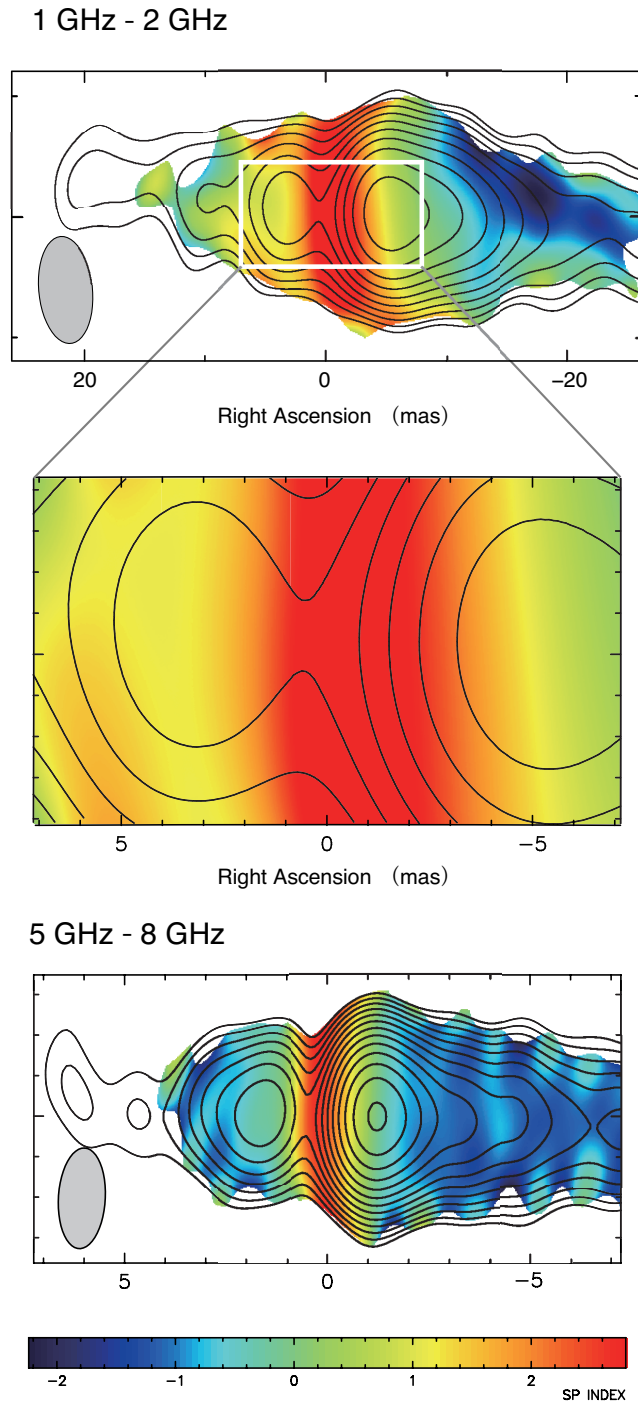 1 GHz - 2 GHz
20 0 −20
Right Ascension (mas)
5 0 −5
Right Ascension (mas)
5 GHz - 8 GHz
5 0 −5
−2 −1 0 1 2
SP INDEX